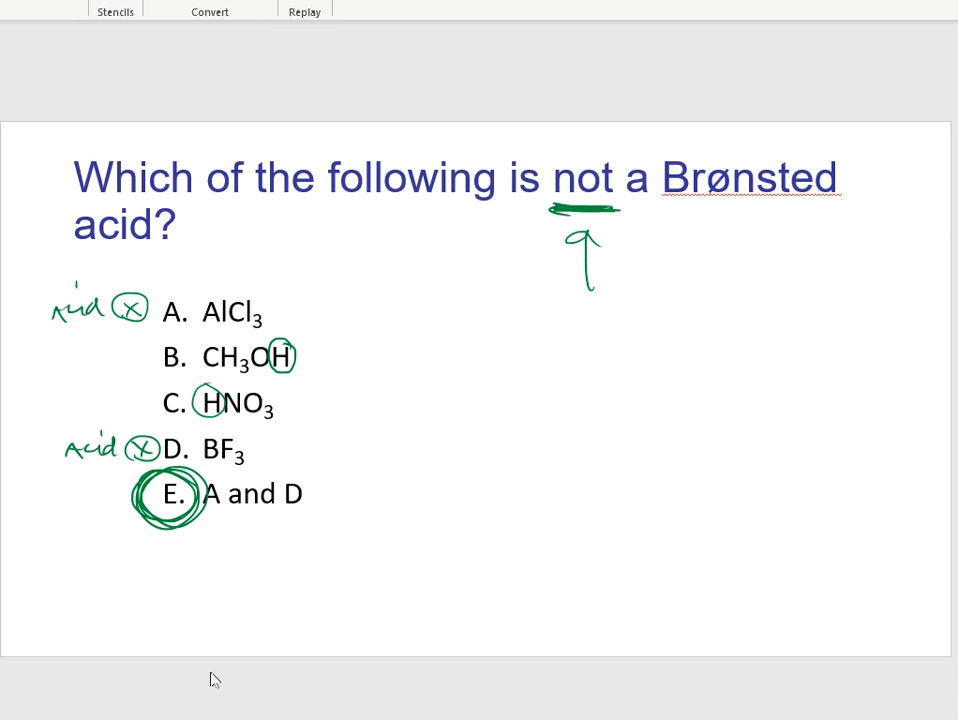 Stencils Convert Replay
Which of the following is not a Brønsted
acid?
Acid X A. AlCl₃
B. CH₃OH
C. HNO₃
Acid X D. BF₃
E. A and D